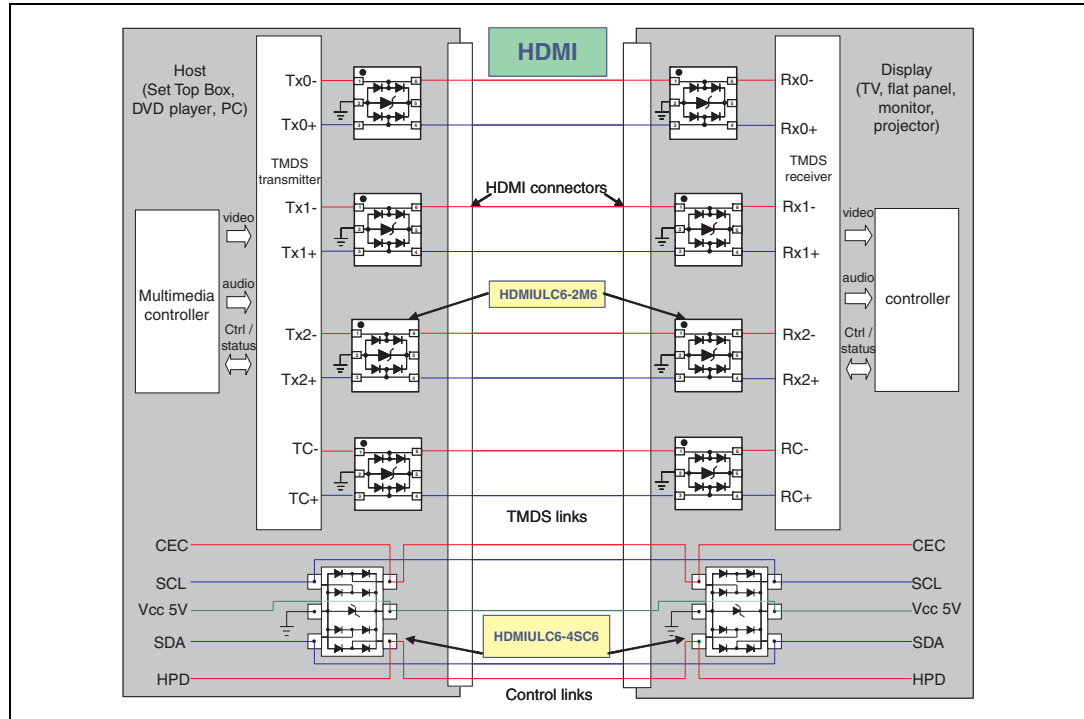 HDMI
Host
(Set Top Box,
DVD player, PC)
TMDS
transmitter
Tx0-
Tx0+
Tx1-
Tx1+
Tx2-
Tx2+
TC-
TC+
Multimedia
controller
video
audio
Ctrl /
status
HDMI connectors
HDMIULC6-2M6
TMDS links
Display
(TV, flat panel,
monitor,
projector)
Rx0-
Rx0+
TMDS
receiver
Rx1-
Rx1+
Rx2-
Rx2+
RC-
RC+
video
audio
Ctrl /
status
controller
CEC
SCL
Vcc 5V
SDA
HPD
HDMIULC6-4SC6
Control links
CEC
SCL
Vcc 5V
SDA
HPD